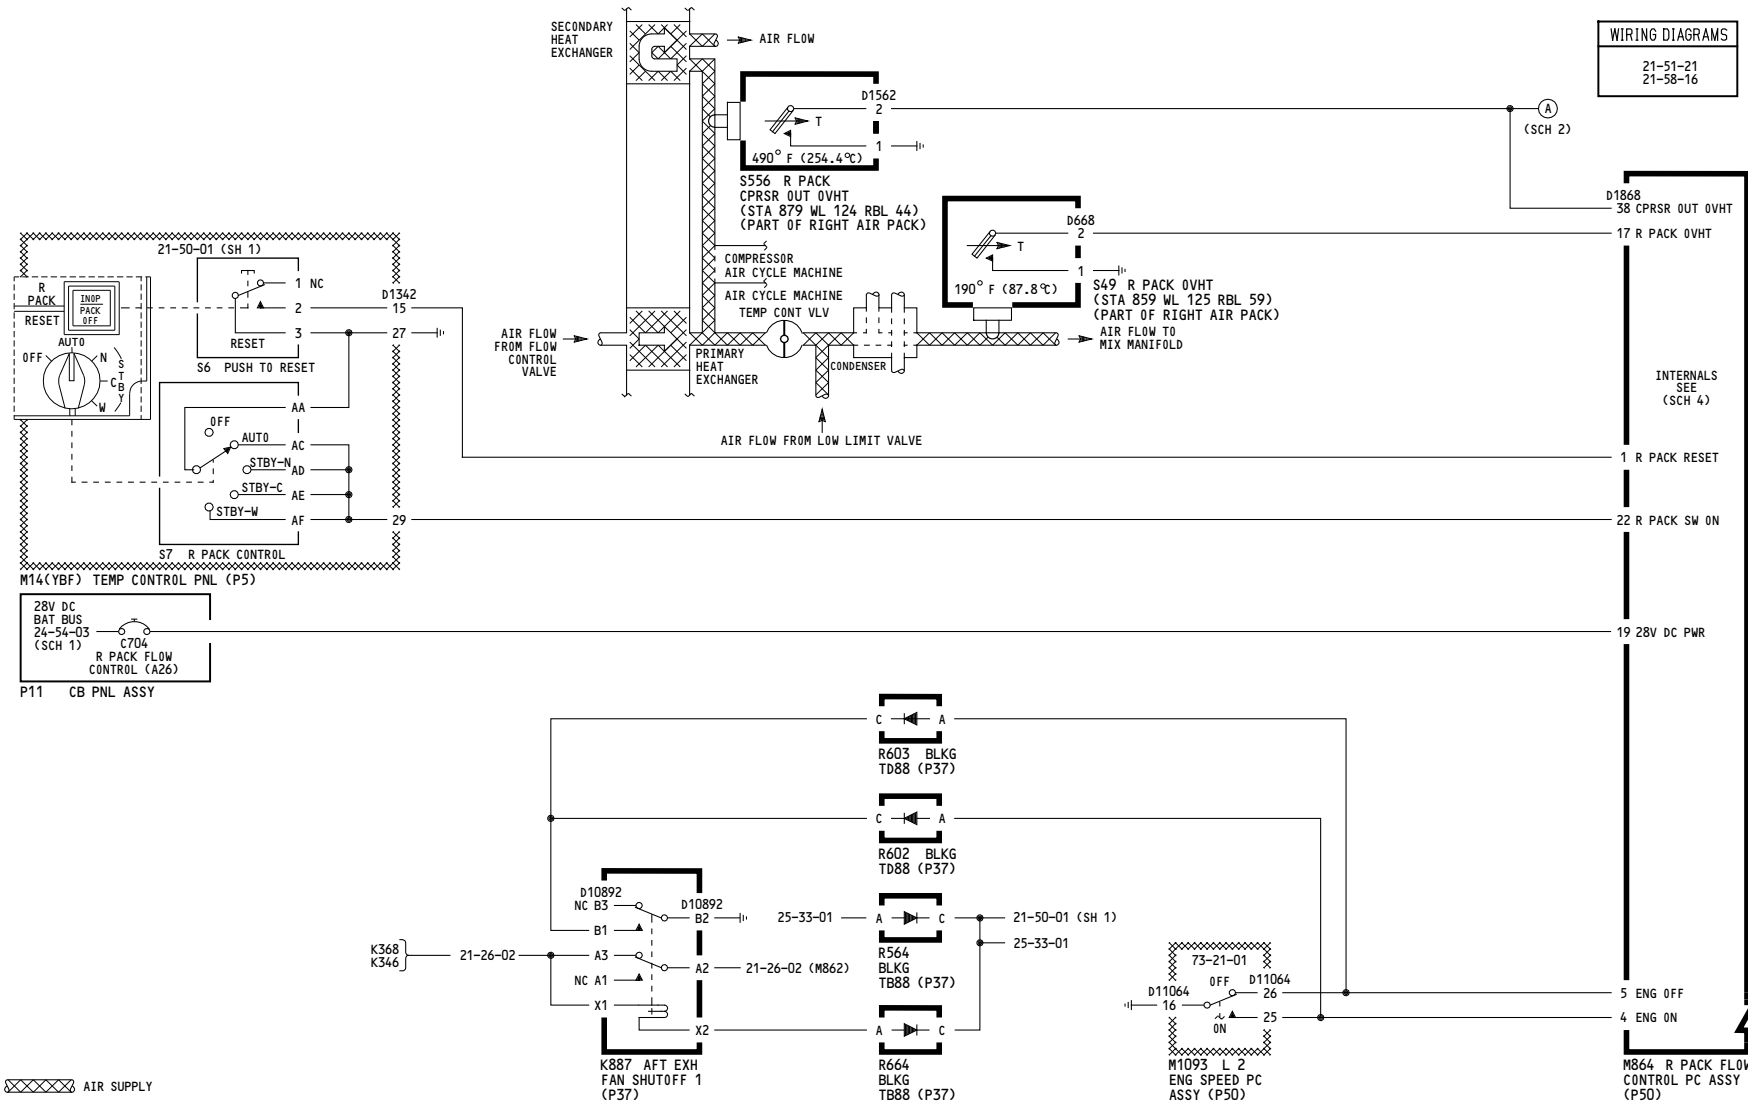 SECONDARY
HEAT
EXCHANGER
AIR FLOW
WIRING DIAGRAMS
21-51-21
21-58-16
D1562
2
T
1
490° F (254.4°C)
S556 R PACK
CPRSR OUT OVHT
(STA 879 WL 124 RBL 44)
(PART OF RIGHT AIR PACK)
A
(SCH 2)
D1868
38 CPRSR OUT OVHT
17 R PACK OVHT
D668
2
T
1
190° F (87.8°C)
S49 R PACK OVHT
(STA 859 WL 125 RBL 59)
(PART OF RIGHT AIR PACK)
COMPRESSOR
AIR CYCLE MACHINE
AIR CYCLE MACHINE
TEMP CONT VLV
AIR FLOW
FROM FLOW
CONTROL
VALVE
PRIMARY
HEAT
EXCHANGER
CONDENSER
AIR FLOW TO
MIX MANIFOLD
AIR FLOW FROM LOW LIMIT VALVE
21-50-01 (SH 1)
R
PACK
RESET
INOP
PACK
OFF
1 NC
2
3
RESET
S6 PUSH TO RESET
D1342
15
27
AUTO
OFF
N
C
W
STBY
AA
OFF
AUTO AC
STBY-N AD
STBY-C AE
STBY-W
AF
29
S7 R PACK CONTROL
M14(YBF) TEMP CONTROL PNL (P5)
INTERNALS
SEE
(SCH 4)
1 R PACK RESET
22 R PACK SW ON
28V DC
BAT BUS
24-54-03
(SCH 1)
C704
R PACK FLOW
CONTROL (A26)
P11 CB PNL ASSY
19 28V DC PWR
C A
R603 BLKG
TD88 (P37)
C A
R602 BLKG
TD88 (P37)
D10892
NC B3
D10892
B2
B1
A3
A2
NC A1
X1
X2
K368
K346
21-26-02
21-26-02 (M862)
K887 AFT EXH
FAN SHUTOFF 1
(P37)
25-33-01
A C
21-50-01 (SH 1)
25-33-01
R564
BLKG
TB88 (P37)
A C
R664
BLKG
TB88 (P37)
73-21-01
D11064
16
OFF
D11064
26
25
ON
M1093 L 2
ENG SPEED PC
ASSY (P50)
5 ENG OFF
4 ENG ON
M864 R PACK FLOW
CONTROL PC ASSY
(P50)
AIR SUPPLY